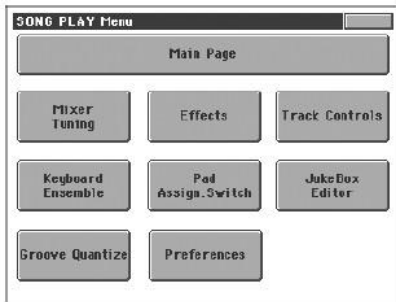 SONG PLAY Menu
Main Page
Mixer
Tuning
Effects
Track Controls
Keyboard
Ensemble
Pad
Assign.Switch
JukeBox
Editor
Groove Quantize
Preferences